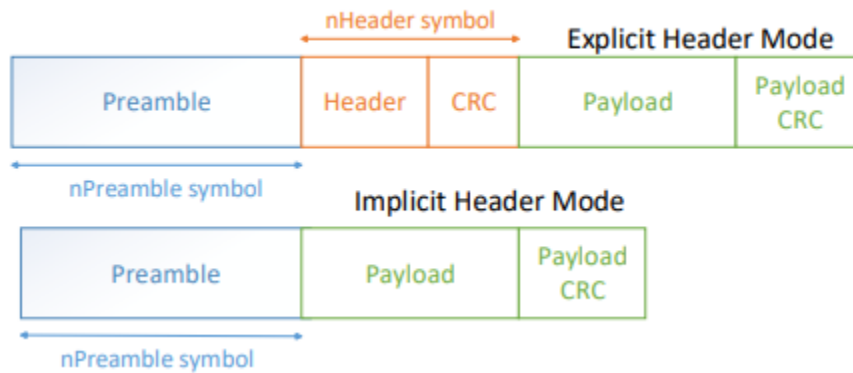 nHeader symbol
Explicit Header Mode
Preamble
Header
CRC
Payload
Payload
CRC
nPreamble symbol
Implicit Header Mode
Preamble
Payload
Payload
CRC
nPreamble symbol